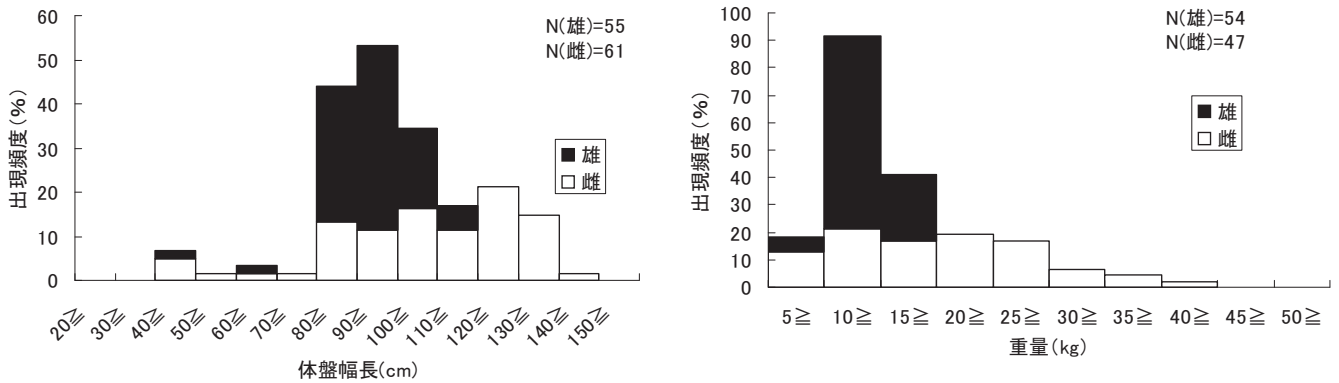 60
50
40
30
20
10
0
出現頻度(%)
N(雄)=55
N(雌)=61
雄
雌
20≧
30≧
40≧
50≧
60≧
70≧
80≧
90≧
100≧
110≧
120≧
130≧
140≧
150≧
体盤幅長(cm)
100
90
80
70
60
50
40
30
20
10
0
出現頻度(%)
N(雄)=54
N(雌)=47
雄
雌
5≧ 10≧ 15≧ 20≧ 25≧ 30≧ 35≧ 40≧ 45≧ 50≧
重量(kg)